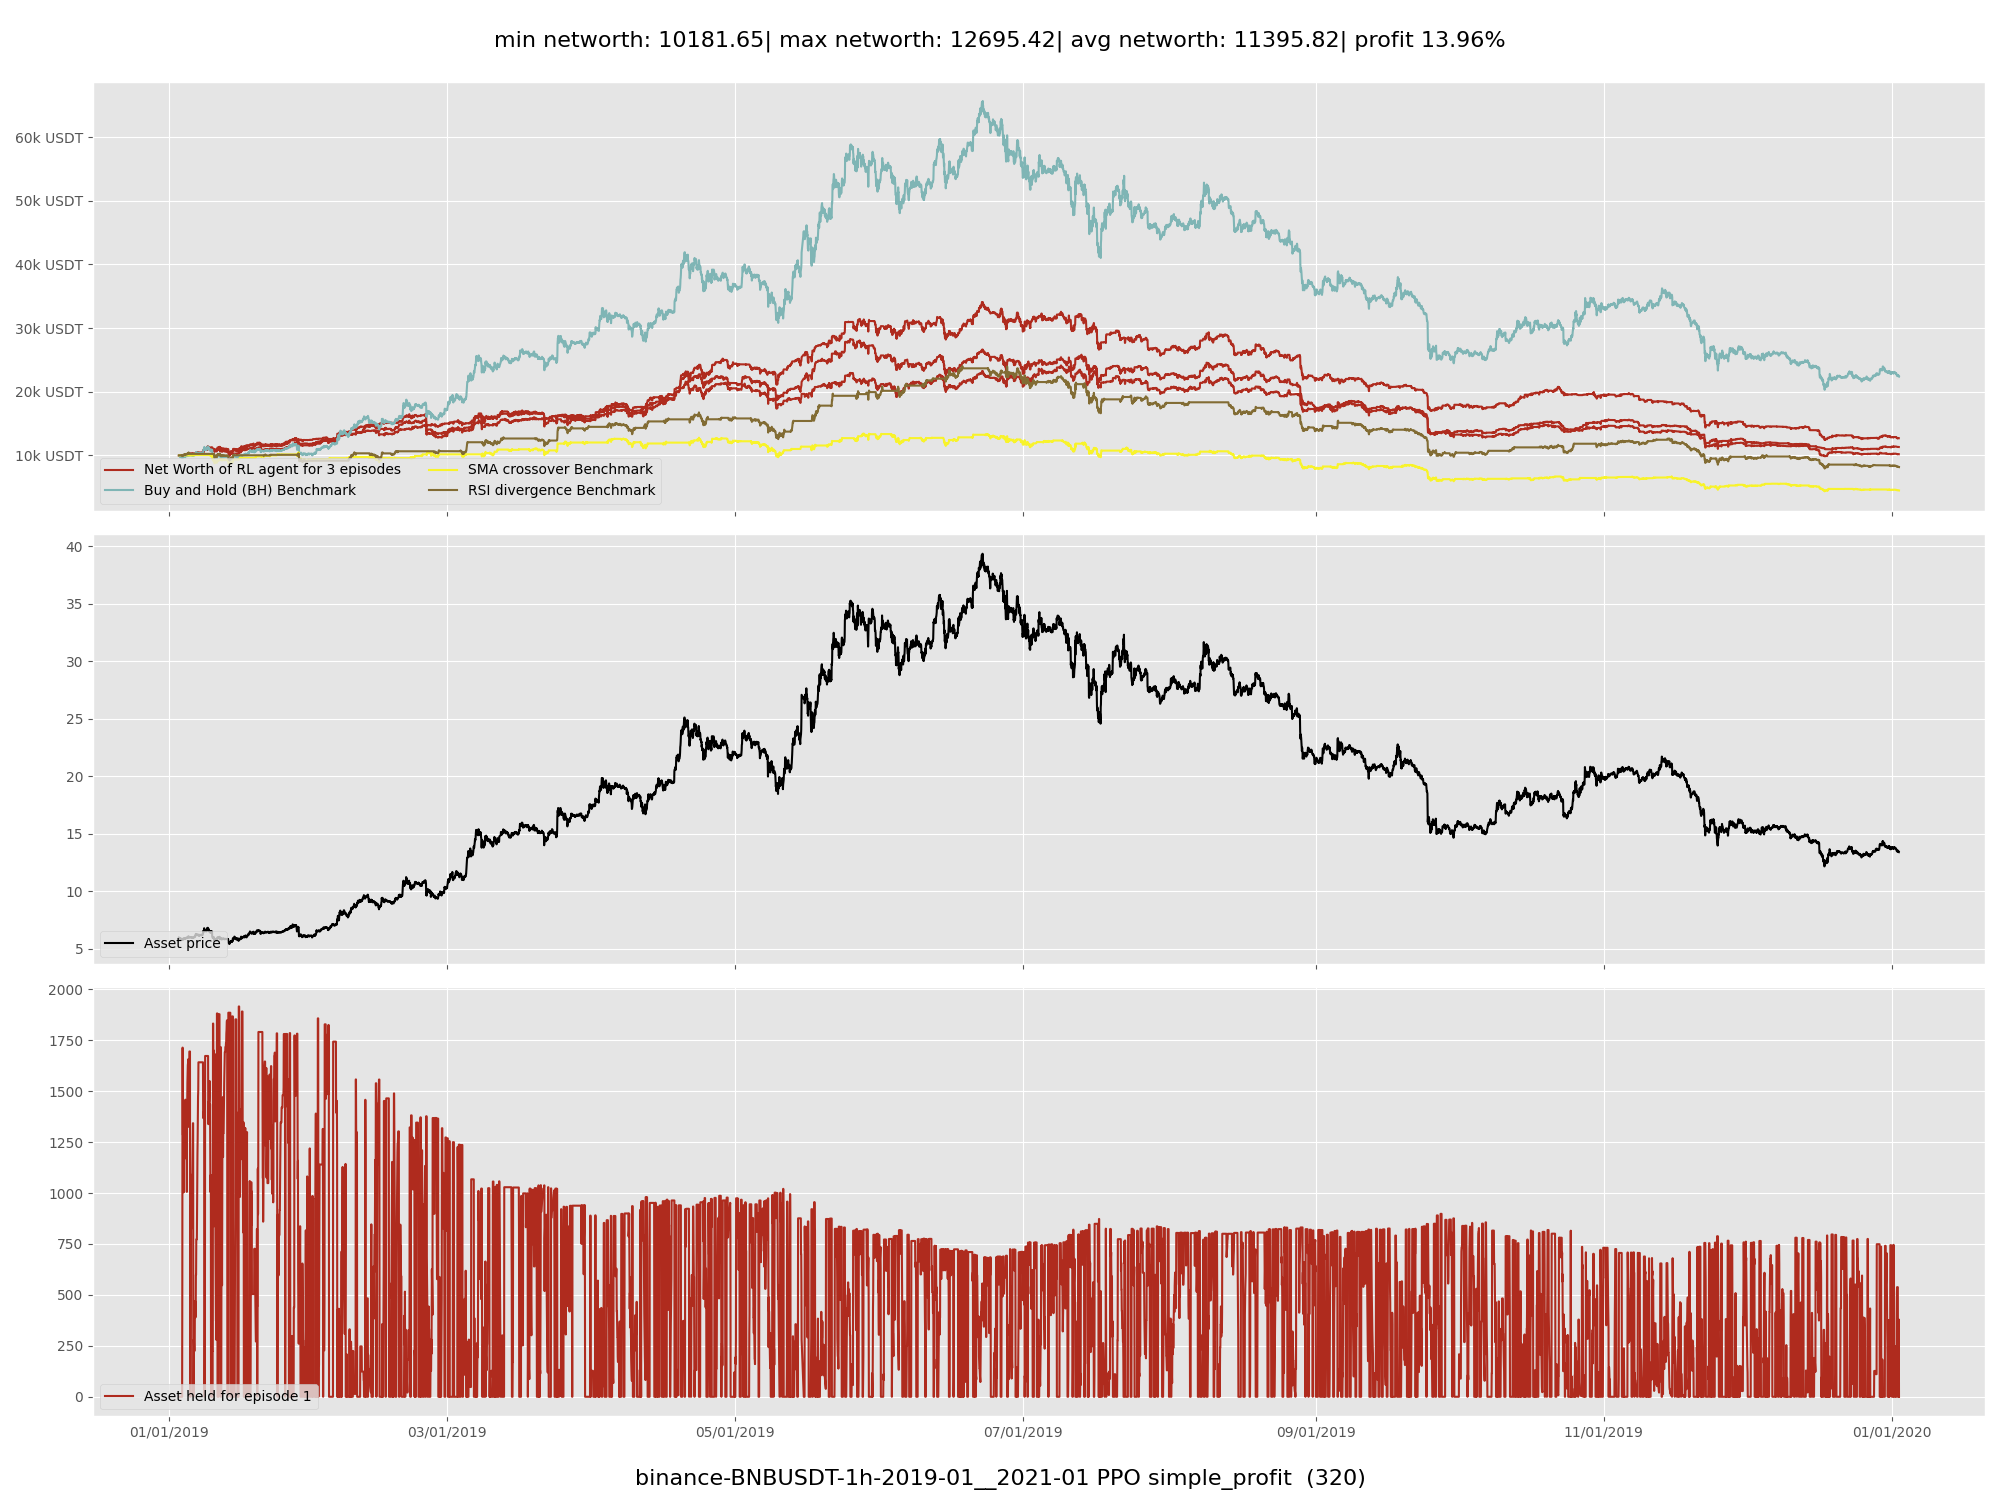 min networth: 10181.65| max networth: 12695.42| avg networth: 11395.82| profit 13.96%
60k USDT
50k USDT
40k USDT
30k USDT
20k USDT
10k USDT
Net Worth of RL agent for 3 episodes
Buy and Hold (BH) Benchmark
SMA crossover Benchmark
RSI divergence Benchmark
40
35
30
25
20
15
10
5
Asset price
2000
1750
1500
1250
1000
750
500
250
0
Asset held for episode 1
01/01/2019 03/01/2019 05/01/2019 07/01/2019 09/01/2019 11/01/2019 01/01/2020
binance-BNBUSDT-1h-2019-01__2021-01 PPO simple_profit (320)